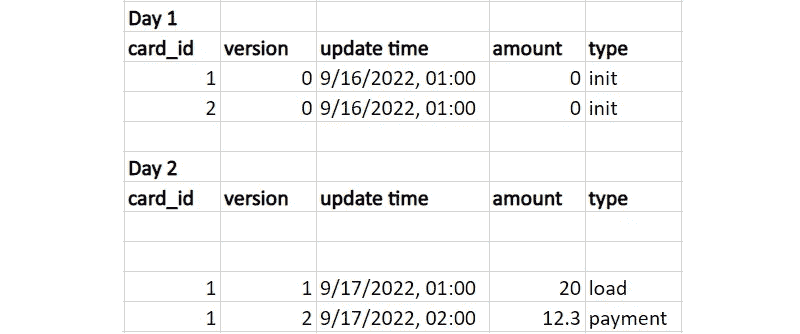 Day 1
card_id version update time amount type
1 0 9/16/2022, 01:00 0 init
2 0 9/16/2022, 01:00 0 init
Day 2
card_id version update time amount type
1 1 9/17/2022, 01:00 20 load
1 2 9/17/2022, 02:00 12.3 payment